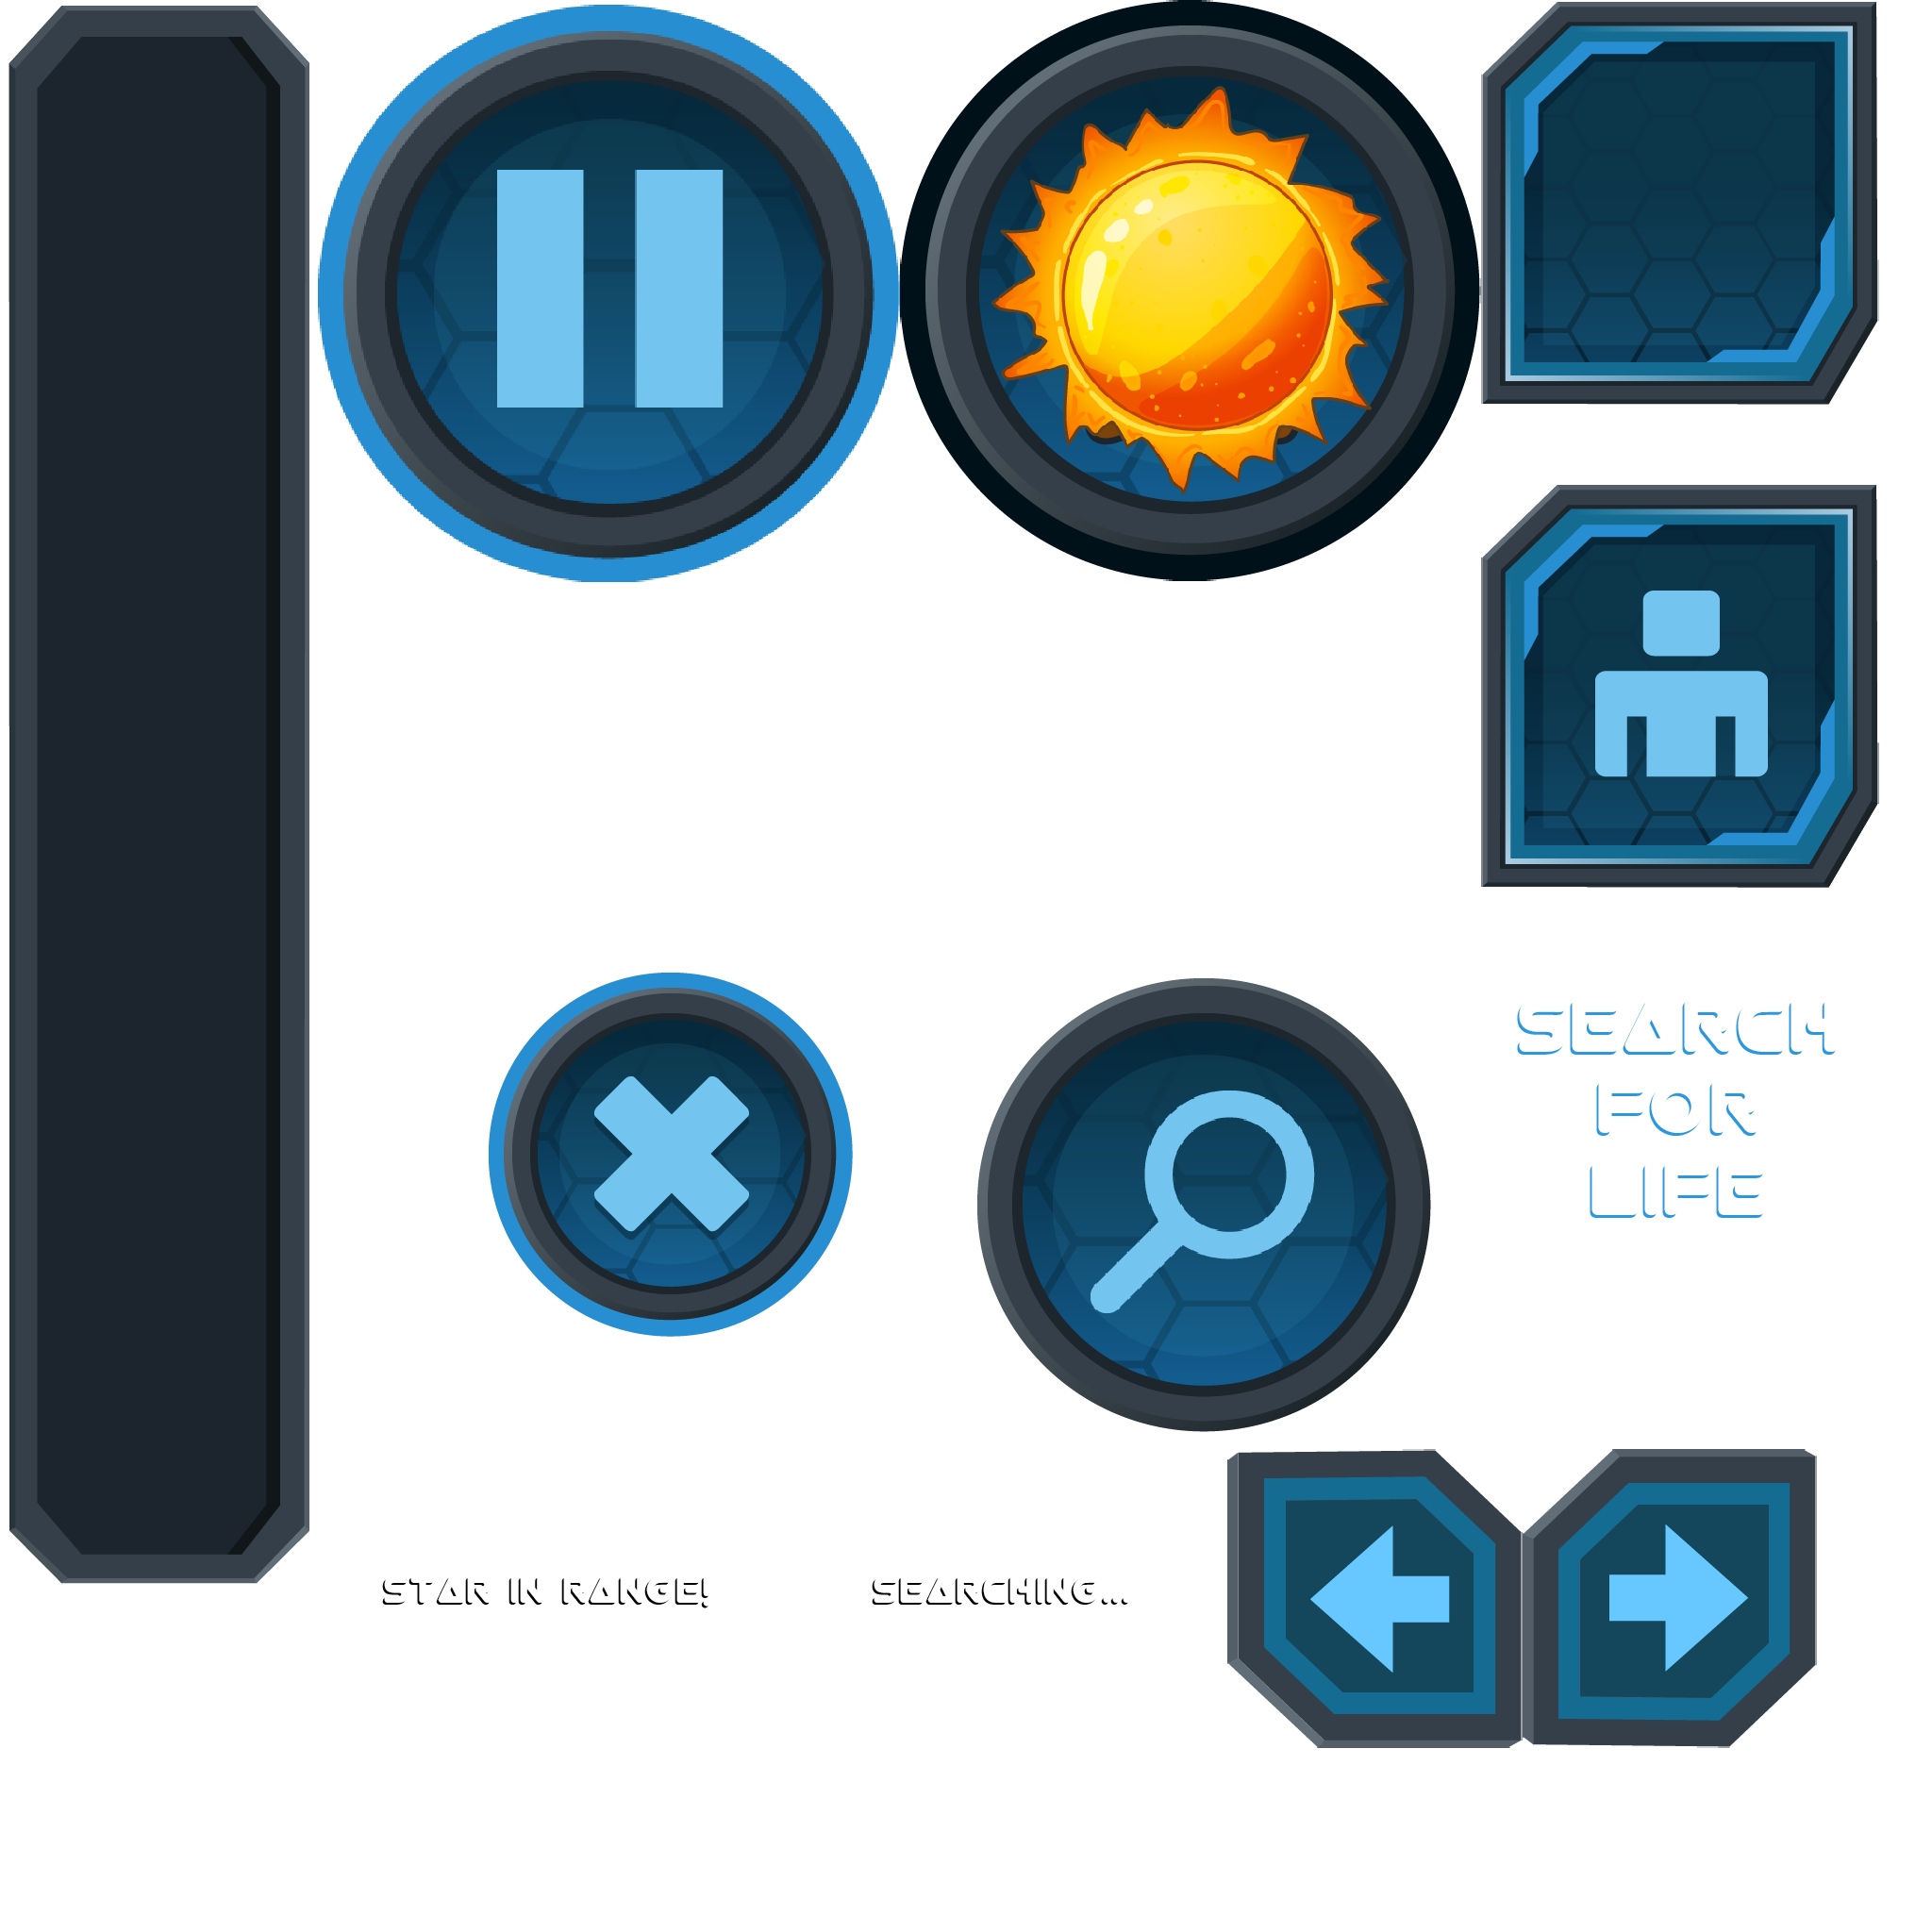 SEARCH
FOR
LIFE
STAR IN RANGE!
SEARCHING...